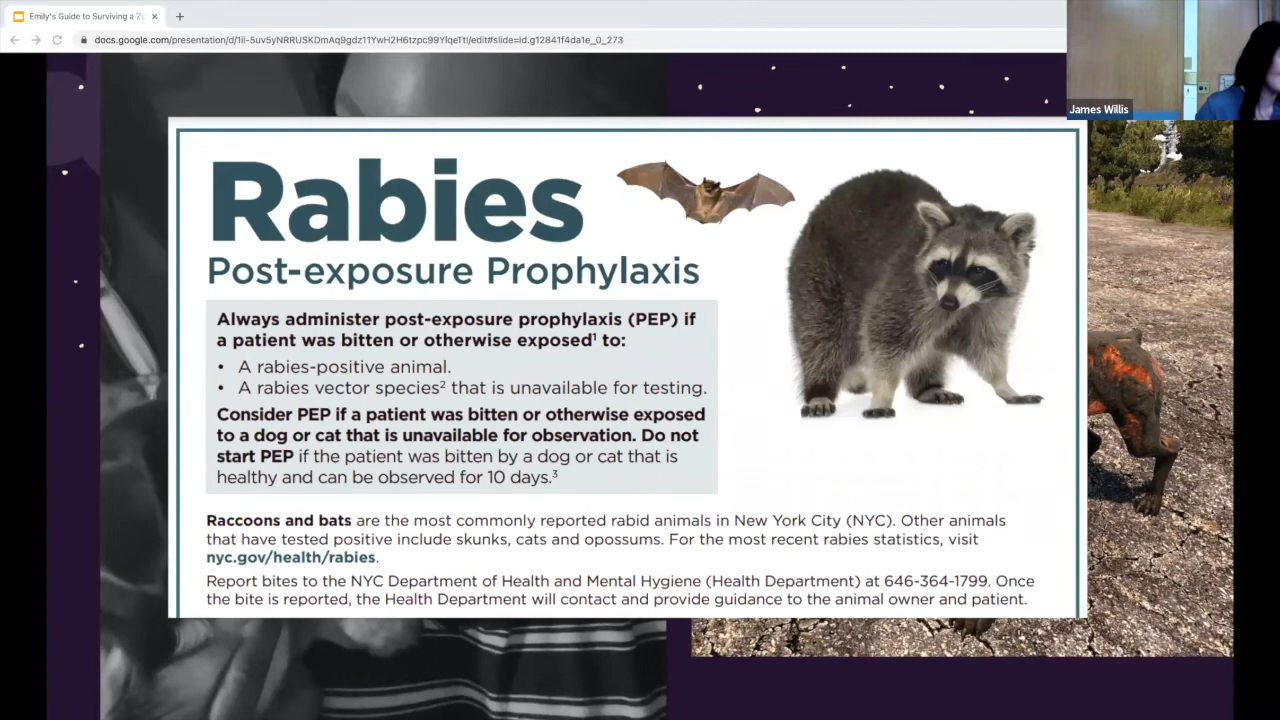 Emily's Guide to Surviving a Z
docs.google.com/presentation/d/1Ii-5uv5yNRRUSKDmAq9gdz11YwH2H6tzpc99YlqeTtI/edit#slide=id.g12841f4da1e_0_273
James Willis
Rabies
Post-exposure Prophylaxis
Always administer post-exposure prophylaxis (PEP) if
a patient was bitten or otherwise exposed¹ to:
• A rabies-positive animal.
• A rabies vector species² that is unavailable for testing.
Consider PEP if a patient was bitten or otherwise exposed
to a dog or cat that is unavailable for observation. Do not
start PEP if the patient was bitten by a dog or cat that is
healthy and can be observed for 10 days.³
Raccoons and bats are the most commonly reported rabid animals in New York City (NYC). Other animals
that have tested positive include skunks, cats and opossums. For the most recent rabies statistics, visit
nyc.gov/health/rabies.
Report bites to the NYC Department of Health and Mental Hygiene (Health Department) at 646-364-1799. Once
the bite is reported, the Health Department will contact and provide guidance to the animal owner and patient.